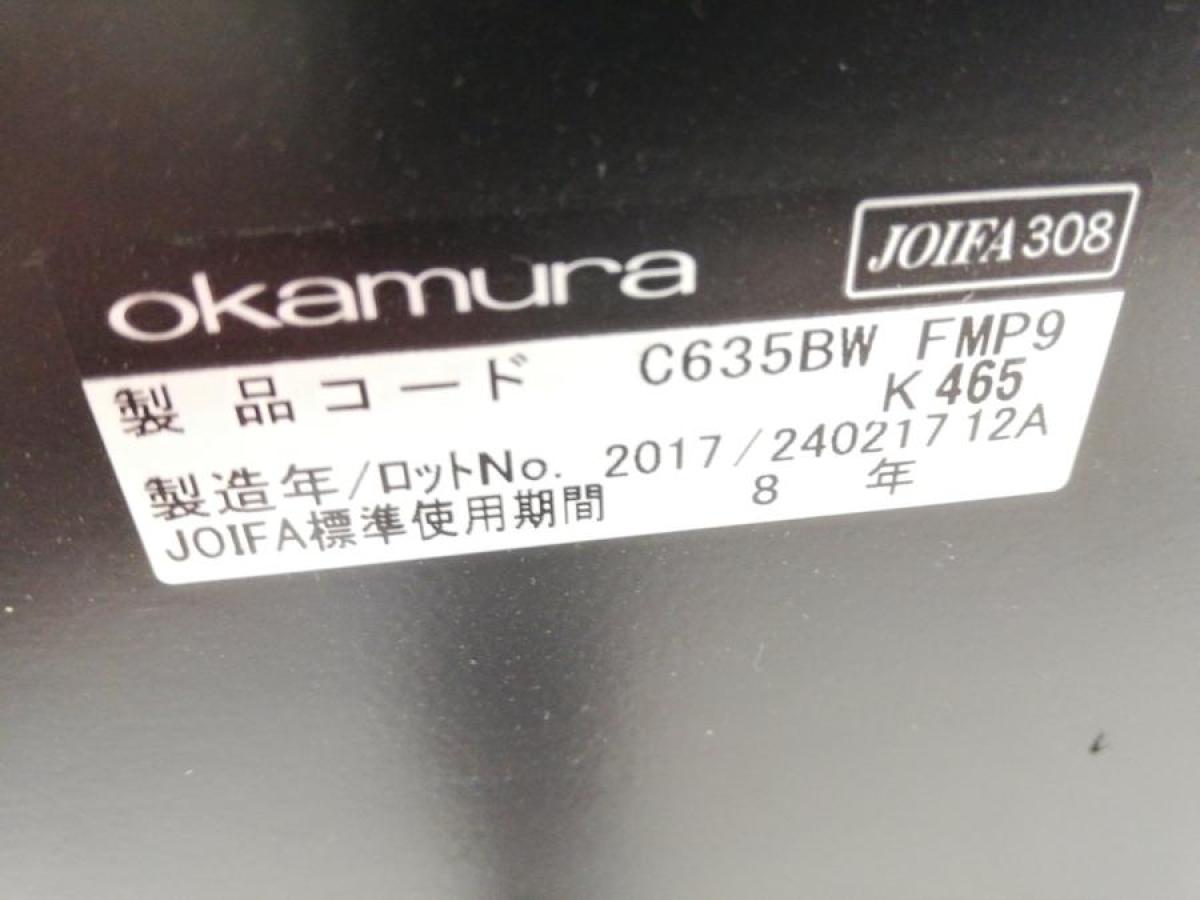 okamura
JOIFA308
製品コード C635BW FMP9
K 465
製造年/ロットNo. 2017/24021712A
JOIFA標準使用期間 8 年